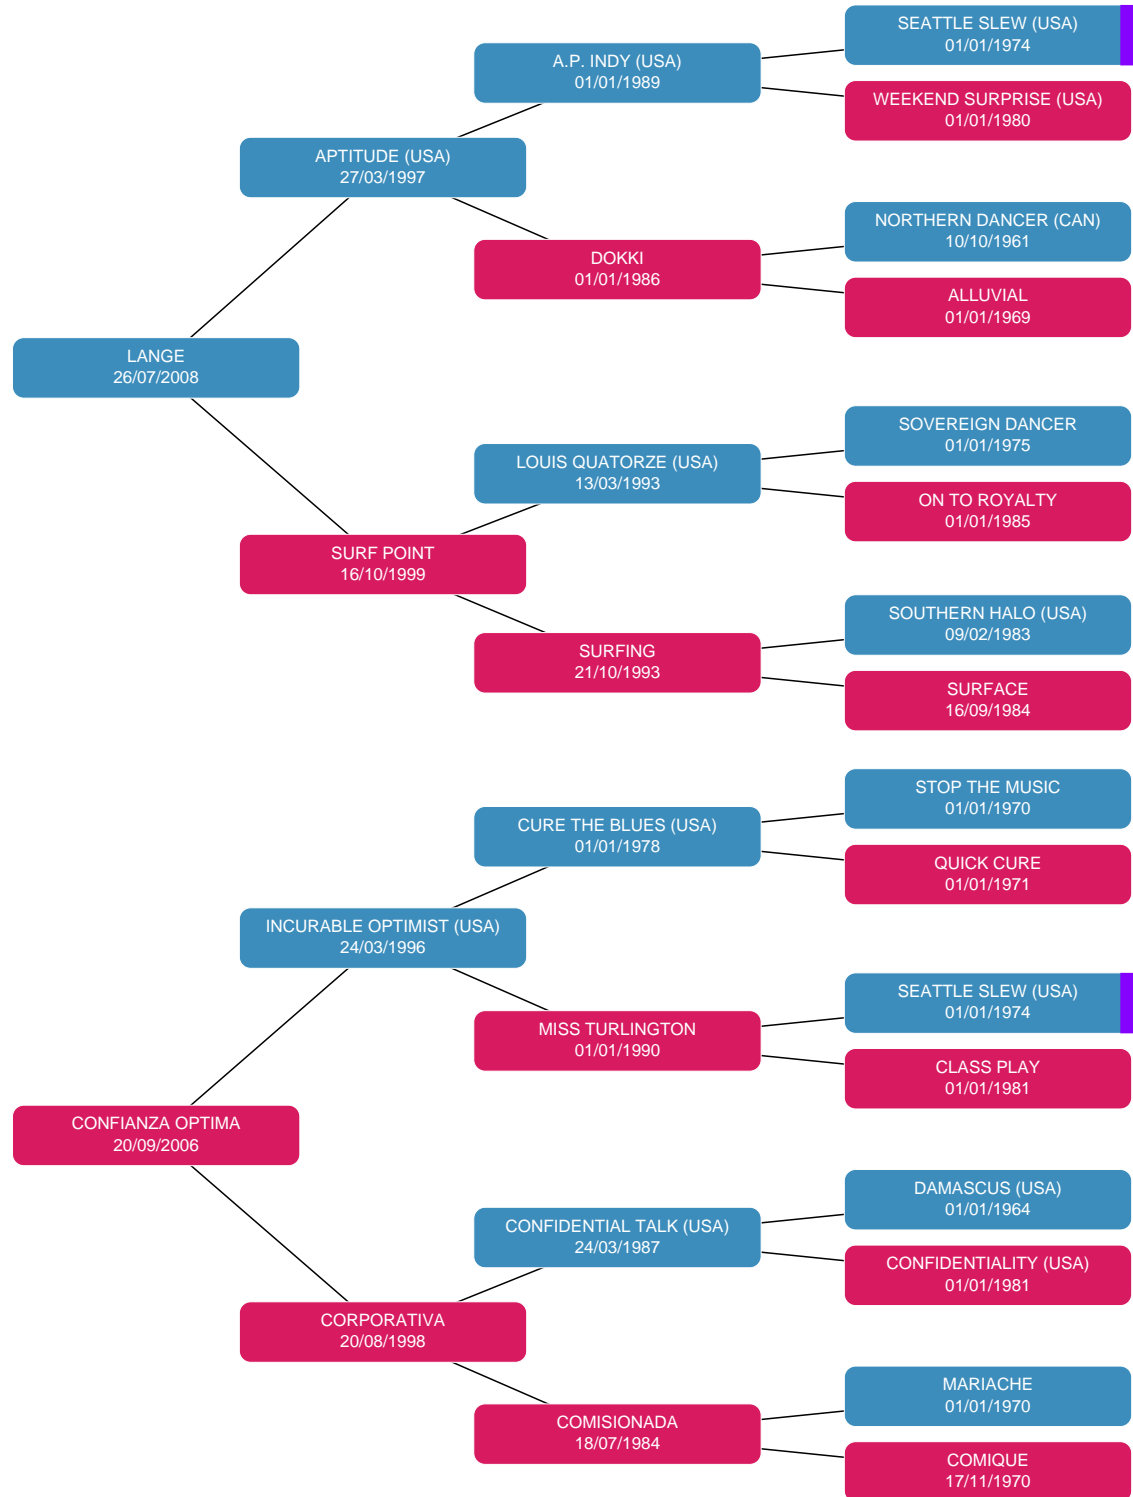 SEATTLE SLEW (USA)
01/01/1974
A.P. INDY (USA)
01/01/1989
WEEKEND SURPRISE (USA)
01/01/1980
APTITUDE (USA)
27/03/1997
NORTHERN DANCER (CAN)
10/10/1961
DOKKI
01/01/1986
ALLUVIAL
01/01/1969
LANGE
26/07/2008
SOVEREIGN DANCER
01/01/1975
LOUIS QUATORZE (USA)
13/03/1993
ON TO ROYALTY
01/01/1985
SURF POINT
16/10/1999
SOUTHERN HALO (USA)
09/02/1983
SURFING
21/10/1993
SURFACE
16/09/1984
STOP THE MUSIC
01/01/1970
CURE THE BLUES (USA)
01/01/1978
QUICK CURE
01/01/1971
INCURABLE OPTIMIST (USA)
24/03/1996
SEATTLE SLEW (USA)
01/01/1974
MISS TURLINGTON
01/01/1990
CLASS PLAY
01/01/1981
CONFIANZA OPTIMA
20/09/2006
DAMASCUS (USA)
01/01/1964
CONFIDENTIAL TALK (USA)
24/03/1987
CONFIDENTIALITY (USA)
01/01/1981
CORPORATIVA
20/08/1998
MARIACHE
01/01/1970
COMISIONADA
18/07/1984
COMIQUE
17/11/1970